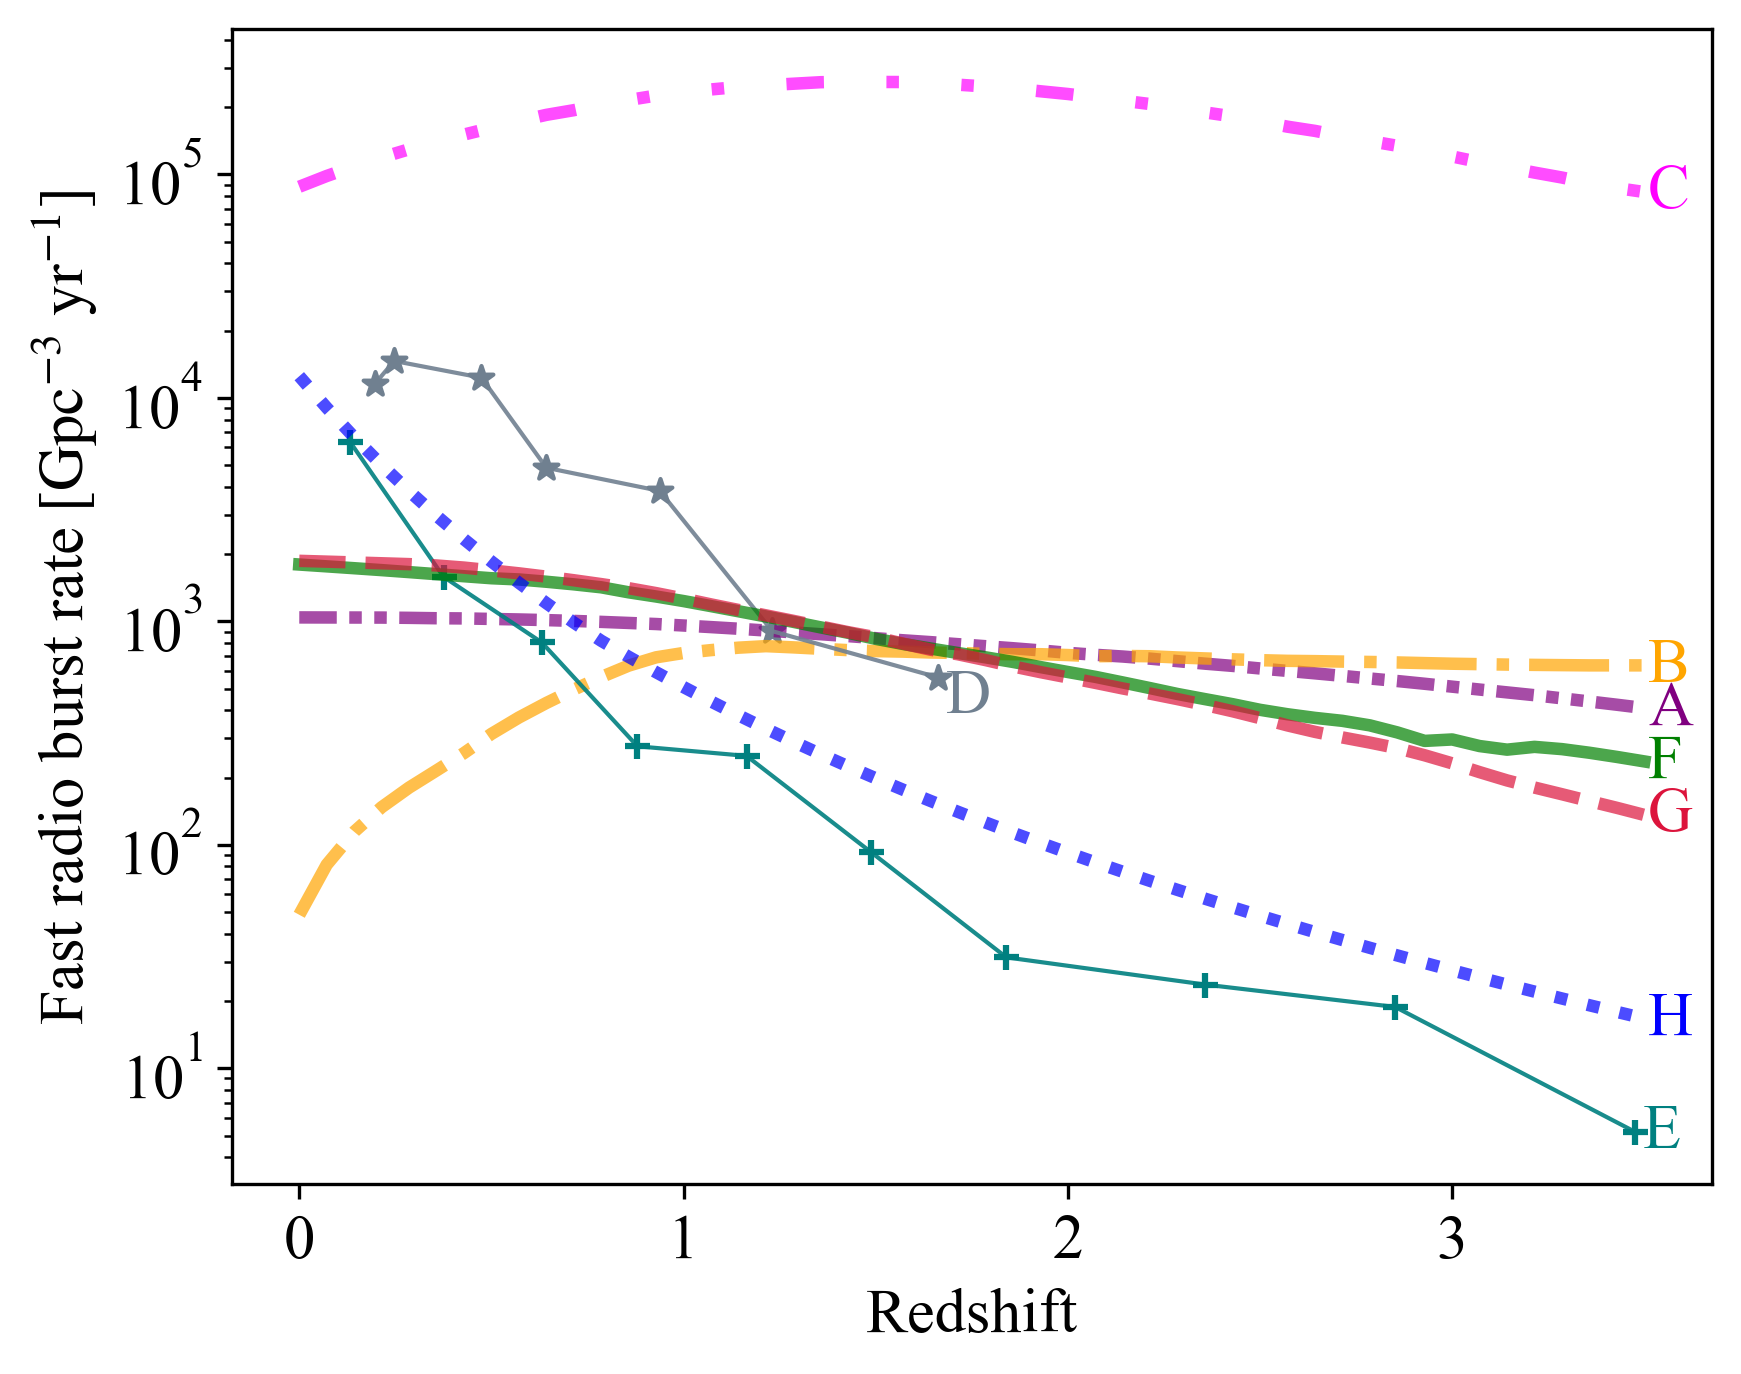 Fast radio burst rate [Gpc⁻³ yr⁻¹]
10⁵
10⁴
10³
10²
10¹
C
D
B
A
F
G
H
E
0 1 2 3
Redshift